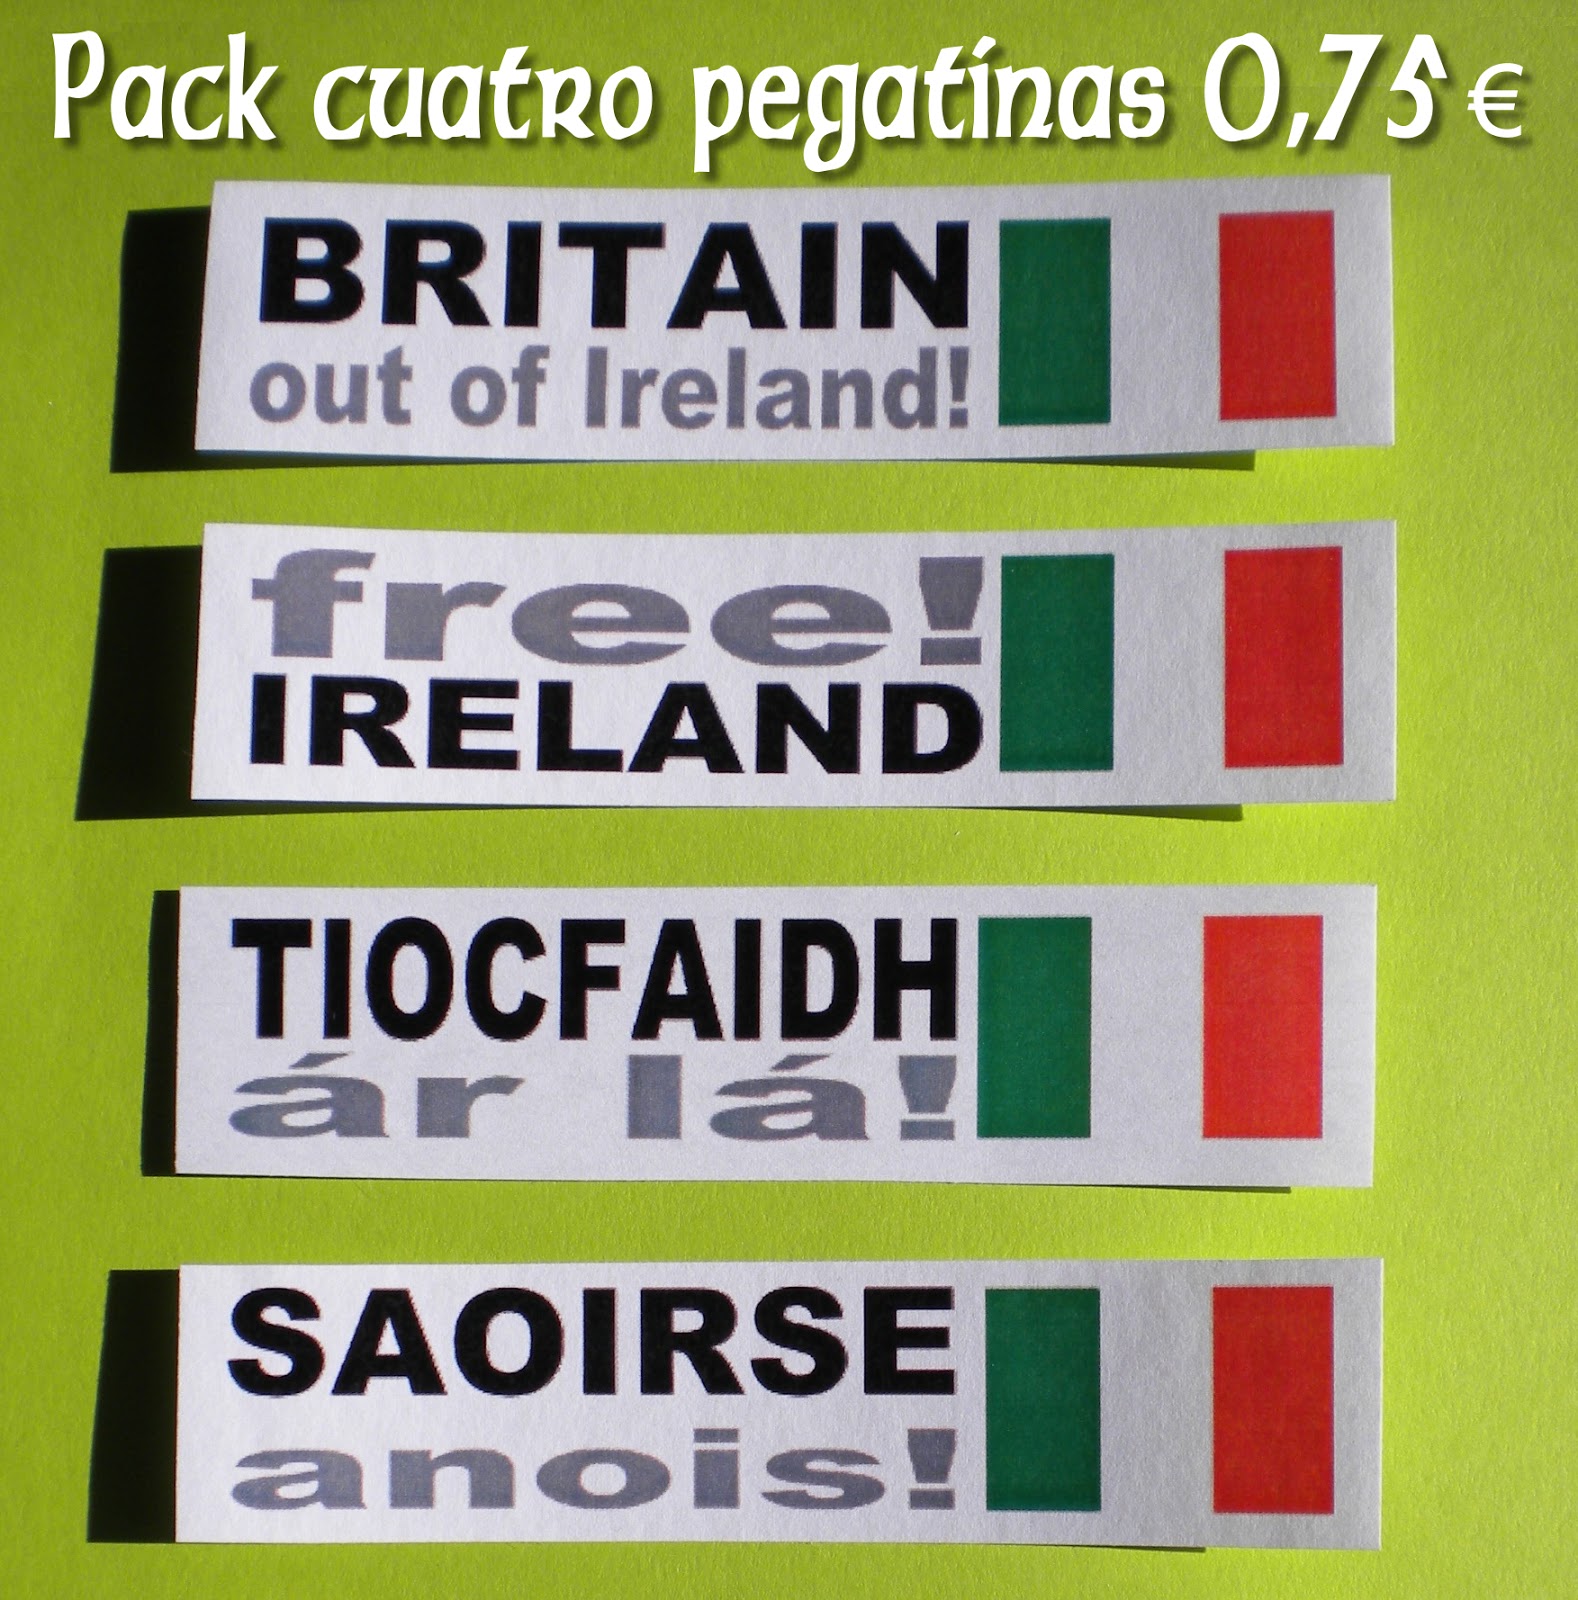 Pack cuatro pegatinas 0,75 €
BRITAIN
out of Ireland!
free!
IRELAND
TIOCFAIDH
ár lá!
SAOIRSE
anois!